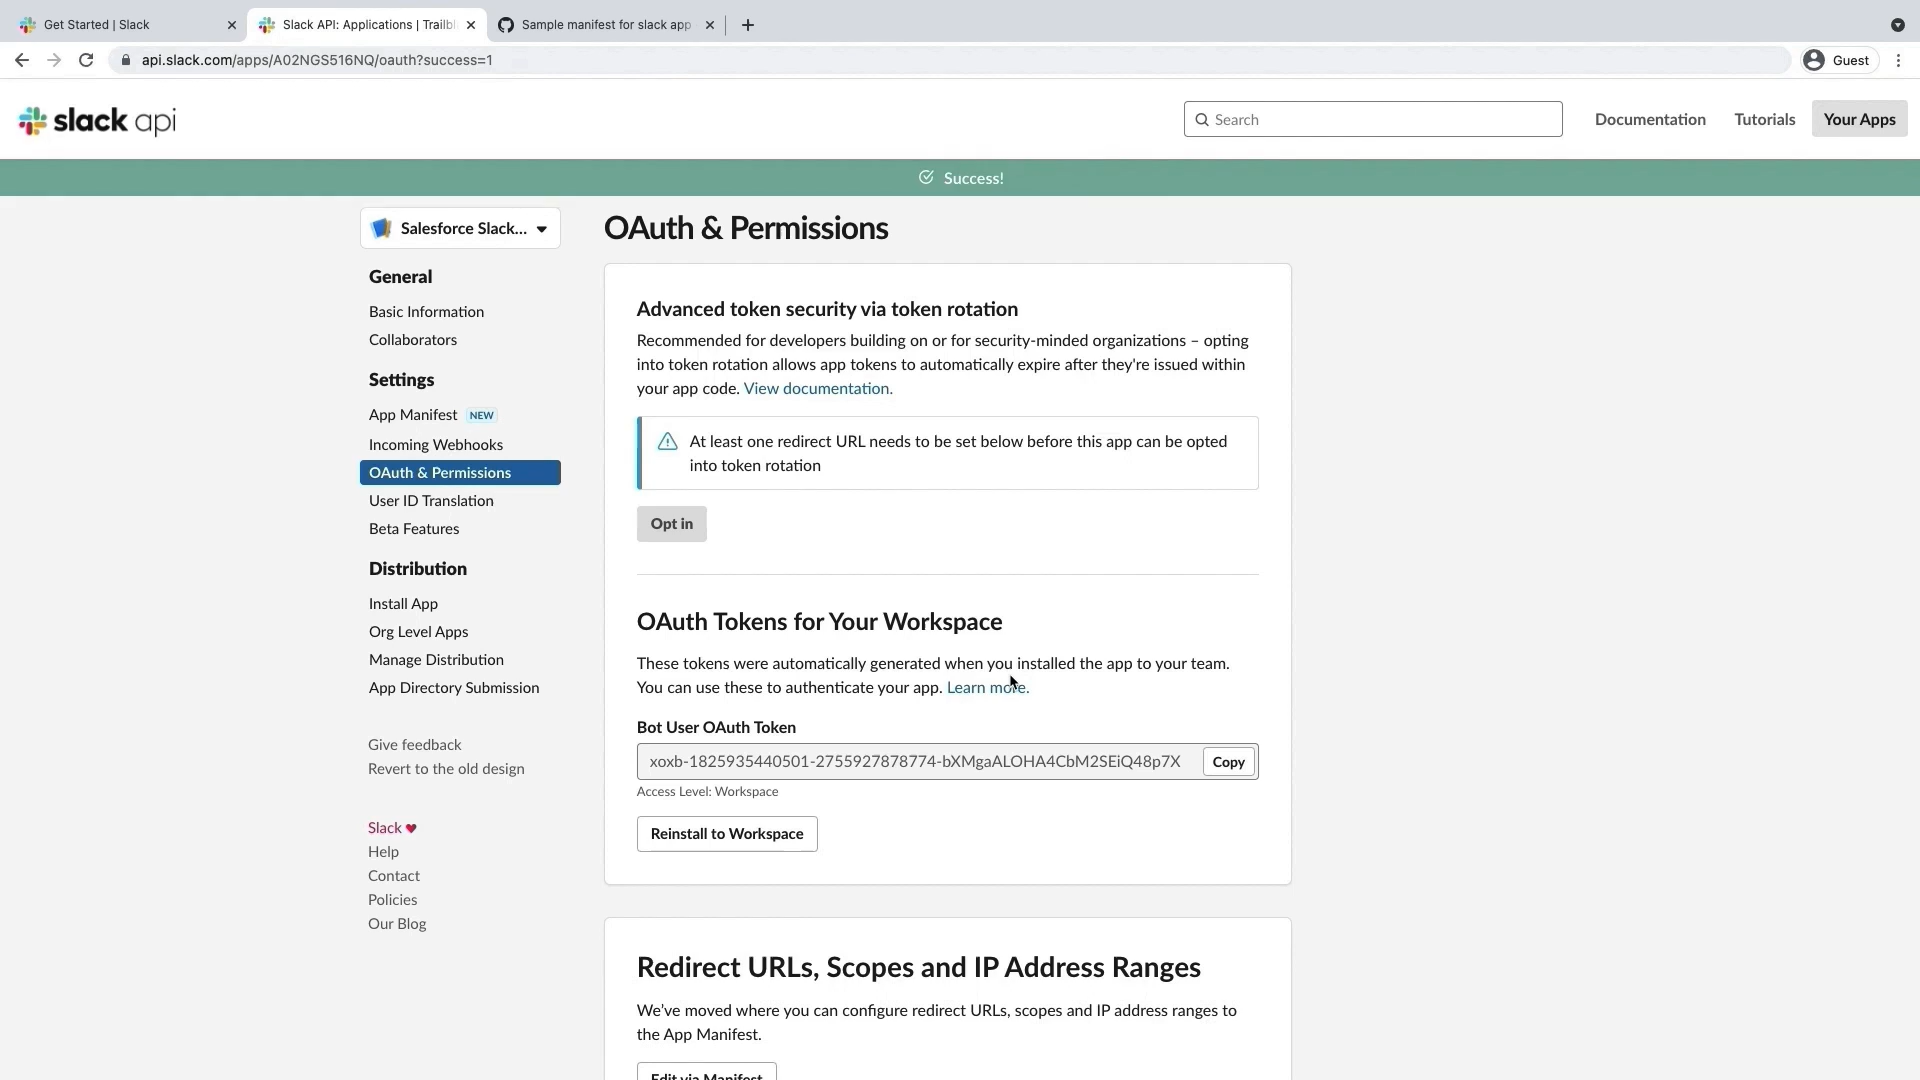 Get Started | Slack
Slack API: Applications | Trailbl
Sample manifest for slack app
api.slack.com/apps/A02NGS516NQ/oauth?success=1
Guest
slack api
Search
Documentation
Tutorials
Your Apps
Success!
Salesforce Slack...
General
Basic Information
Collaborators
Settings
App Manifest NEW
Incoming Webhooks
OAuth & Permissions
User ID Translation
Beta Features
Distribution
Install App
Org Level Apps
Manage Distribution
App Directory Submission
Give feedback
Revert to the old design
Slack
Help
Contact
Policies
Our Blog
OAuth & Permissions
Advanced token security via token rotation
Recommended for developers building on or for security-minded organizations – opting
into token rotation allows app tokens to automatically expire after they're issued within
your app code. View documentation.
At least one redirect URL needs to be set below before this app can be opted
into token rotation
Opt in
OAuth Tokens for Your Workspace
These tokens were automatically generated when you installed the app to your team.
You can use these to authenticate your app. Learn more.
Bot User OAuth Token
xoxb-1825935440501-2755927878774-bXMgaALOHA4CbM2SEiQ48p7X
Copy
Access Level: Workspace
Reinstall to Workspace
Redirect URLs, Scopes and IP Address Ranges
We've moved where you can configure redirect URLs, scopes and IP address ranges to
the App Manifest.
Edit via Manifest